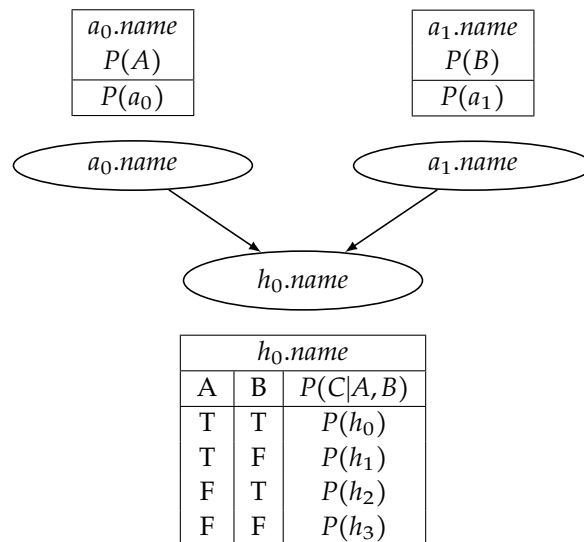 a₀.name a₁.name
P(A) P(B)
P(a₀) P(a₁)
a₀.name a₁.name
h₀.name
h₀.name
A B P(C|A, B)
T T P(h₀)
T F P(h₁)
F T P(h₂)
F F P(h₃)